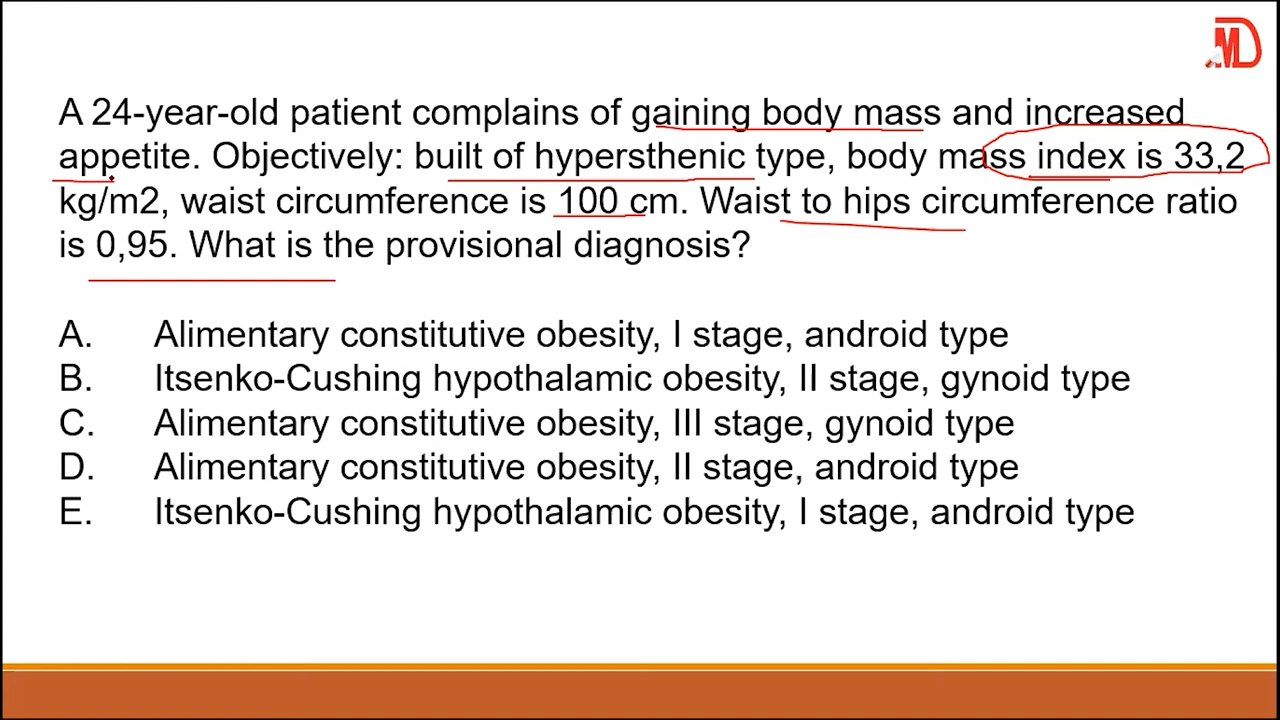 MD
A 24-year-old patient complains of gaining body mass and increased
appetite. Objectively: built of hypersthenic type, body mass index is 33,2
kg/m2, waist circumference is 100 cm. Waist to hips circumference ratio
is 0,95. What is the provisional diagnosis?
A. Alimentary constitutive obesity, I stage, android type
B. Itsenko-Cushing hypothalamic obesity, II stage, gynoid type
C. Alimentary constitutive obesity, III stage, gynoid type
D. Alimentary constitutive obesity, II stage, android type
E. Itsenko-Cushing hypothalamic obesity, I stage, android type